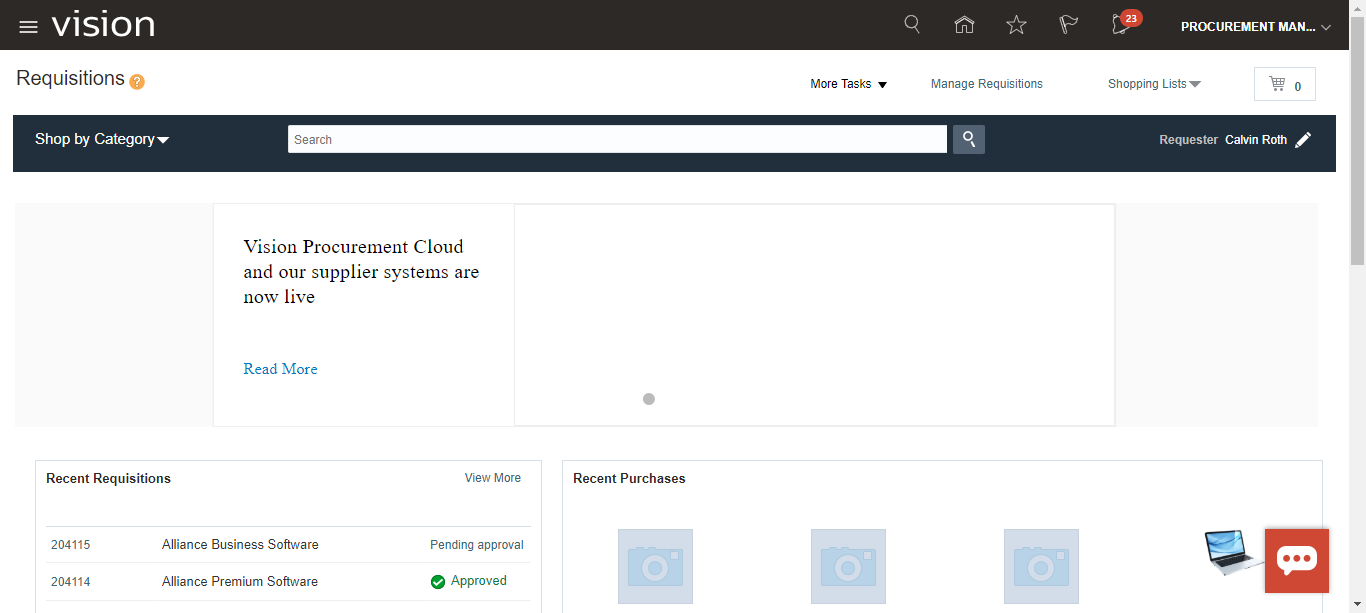 vision
23
PROCUREMENT MAN...
Requisitions ?
More Tasks
Manage Requisitions
Shopping Lists
0
Shop by Category
Search
Requester Calvin Roth
Vision Procurement Cloud
and our supplier systems are
now live
Read More
Recent Requisitions
View More
204115 Alliance Business Software Pending approval
204114 Alliance Premium Software Approved
Recent Purchases